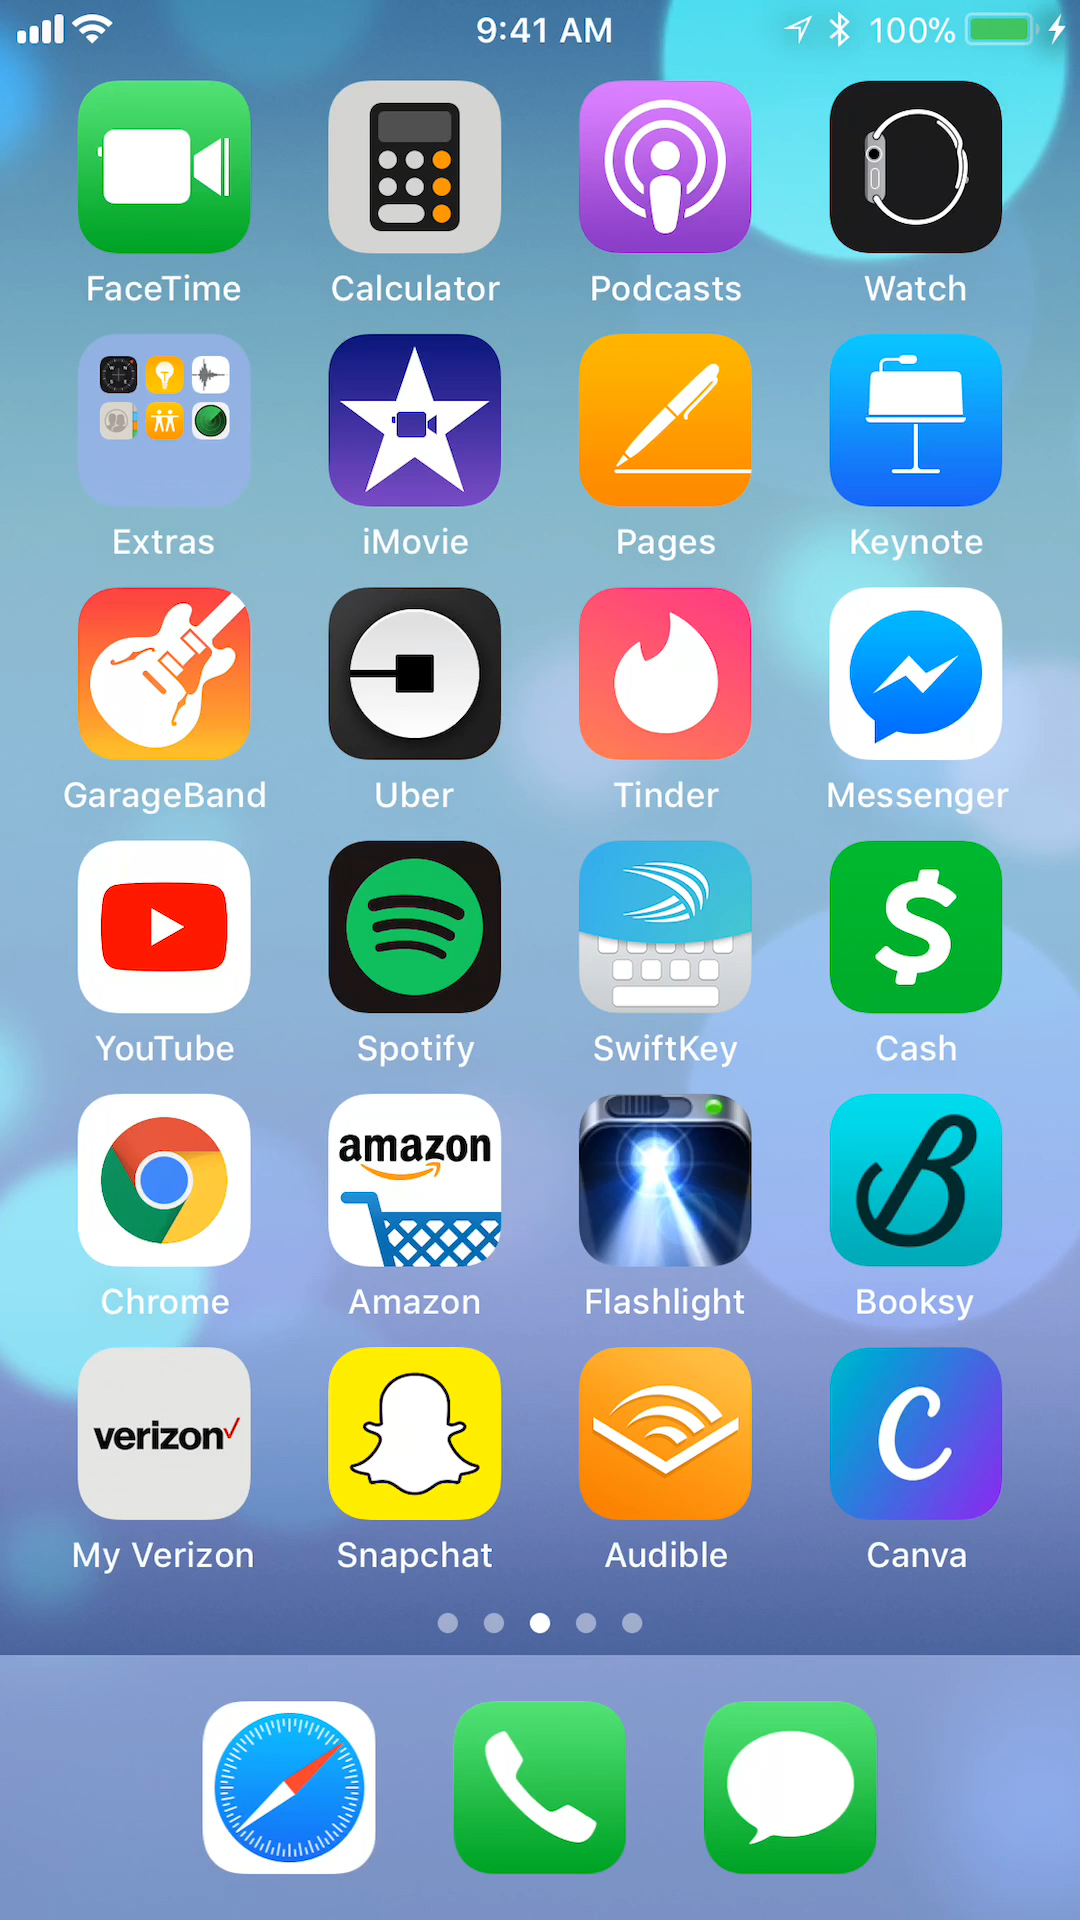 9:41 AM 100%
FaceTime Calculator Podcasts Watch
Extras iMovie Pages Keynote
GarageBand Uber Tinder Messenger
YouTube Spotify SwiftKey Cash
amazon
Chrome Amazon Flashlight Booksy
verizon
My Verizon Snapchat Audible Canva